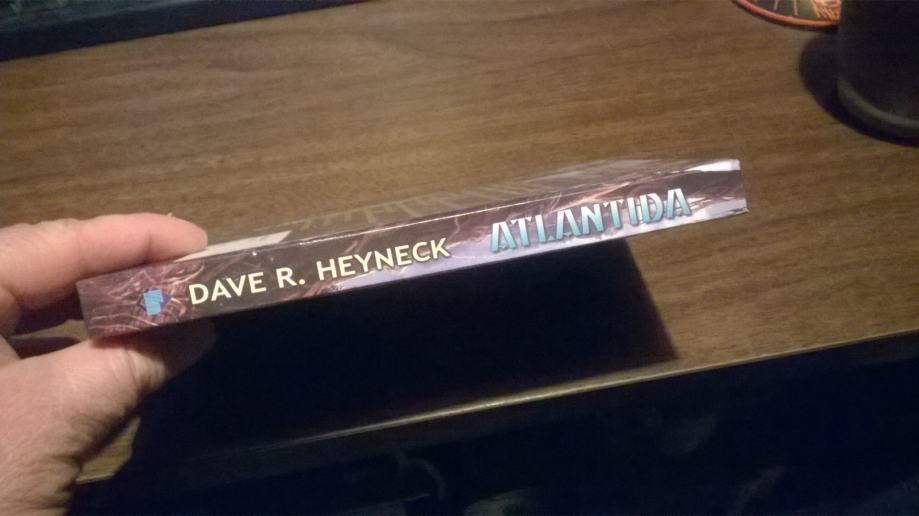 DAVE R. HEYNECK ATLANTIDA